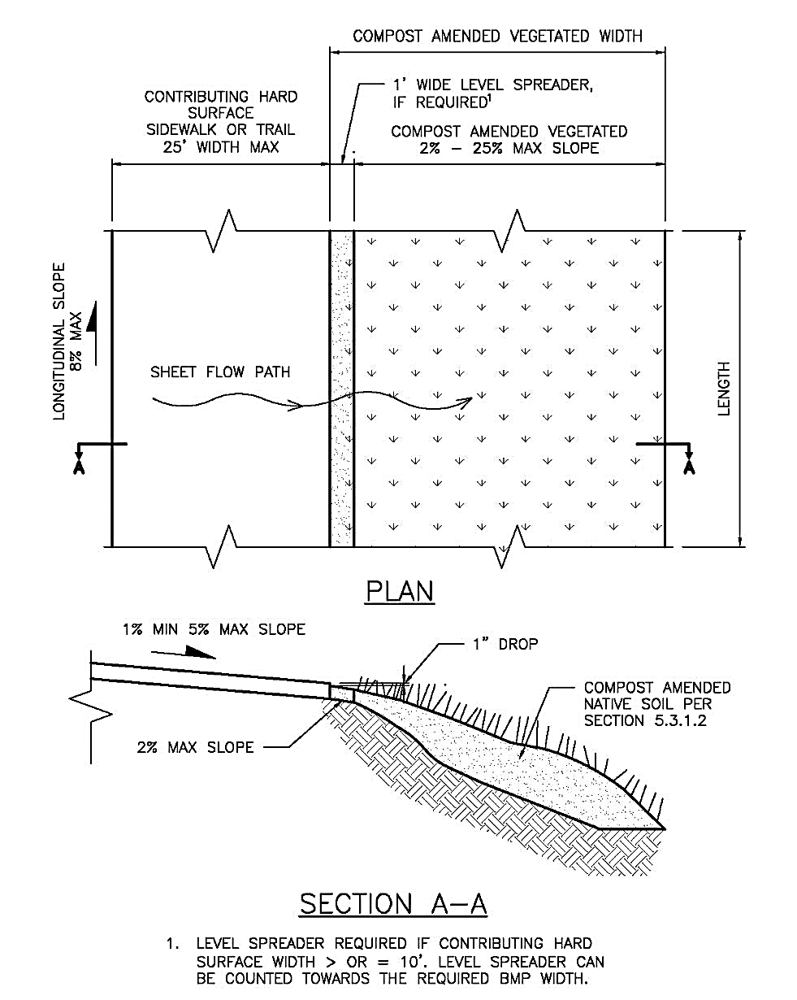 COMPOST AMENDED VEGETATED WIDTH
1' WIDE LEVEL SPREADER,
IF REQUIRED1
CONTRIBUTING HARD
SURFACE
SIDEWALK OR TRAIL
25' WIDTH MAX
COMPOST AMENDED VEGETATED
2% - 25% MAX SLOPE
LONGITUDINAL SLOPE
8% MAX
SHEET FLOW PATH
LENGTH
A
A
PLAN
1% MIN 5% MAX SLOPE
1" DROP
COMPOST AMENDED
NATIVE SOIL PER
SECTION 5.3.1.2
2% MAX SLOPE
SECTION A-A
1. LEVEL SPREADER REQUIRED IF CONTRIBUTING HARD
SURFACE WIDTH > OR = 10'. LEVEL SPREADER CAN
BE COUNTED TOWARDS THE REQUIRED BMP WIDTH.